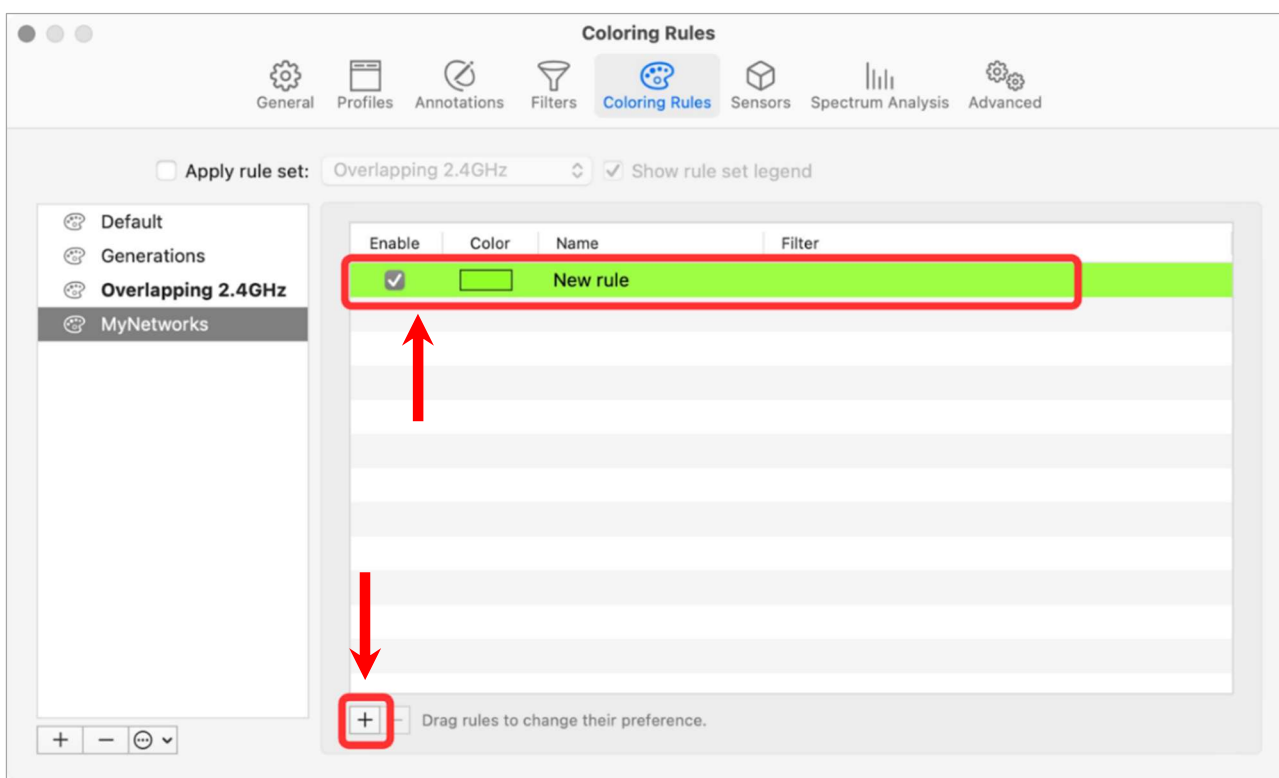 Coloring Rules
General Profiles Annotations Filters Coloring Rules Sensors Spectrum Analysis Advanced
Apply rule set: Overlapping 2.4GHz Show rule set legend
Default
Generations
Overlapping 2.4GHz
MyNetworks
Enable Color Name Filter
New rule
+ − Drag rules to change their preference.
+ −